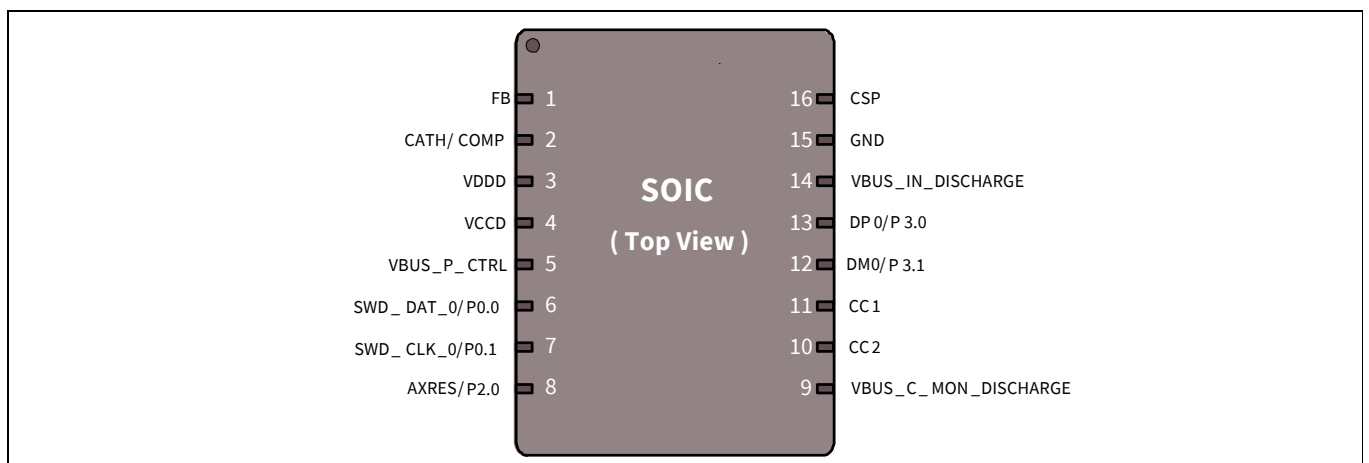 FB 1 16 CSP
CATH/ COMP 2 15 GND
VDDD 3 SOIC 14 VBUS_IN_DISCHARGE
VCCD 4 13 DP0/P3.0
( Top View )
VBUS_P_CTRL 5 12 DM0/P3.1
SWD_DAT_0/P0.0 6 11 CC1
SWD_CLK_0/P0.1 7 10 CC2
AXRES/P2.0 8 9 VBUS_C_MON_DISCHARGE